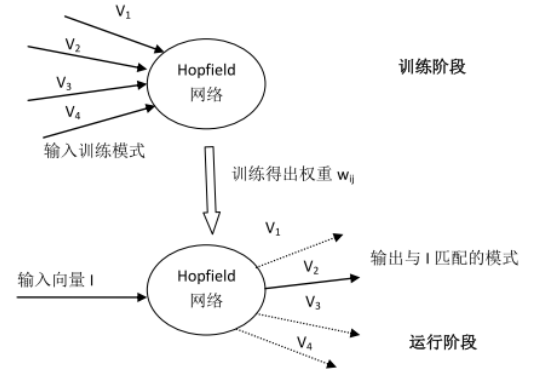 V1
V2
V3
V4
Hopfield
网络
训练阶段
输入训练模式
训练得出权重 wij
输入向量 I
Hopfield
网络
V1
V2
V3
V4
输出与 I 匹配的模式
运行阶段